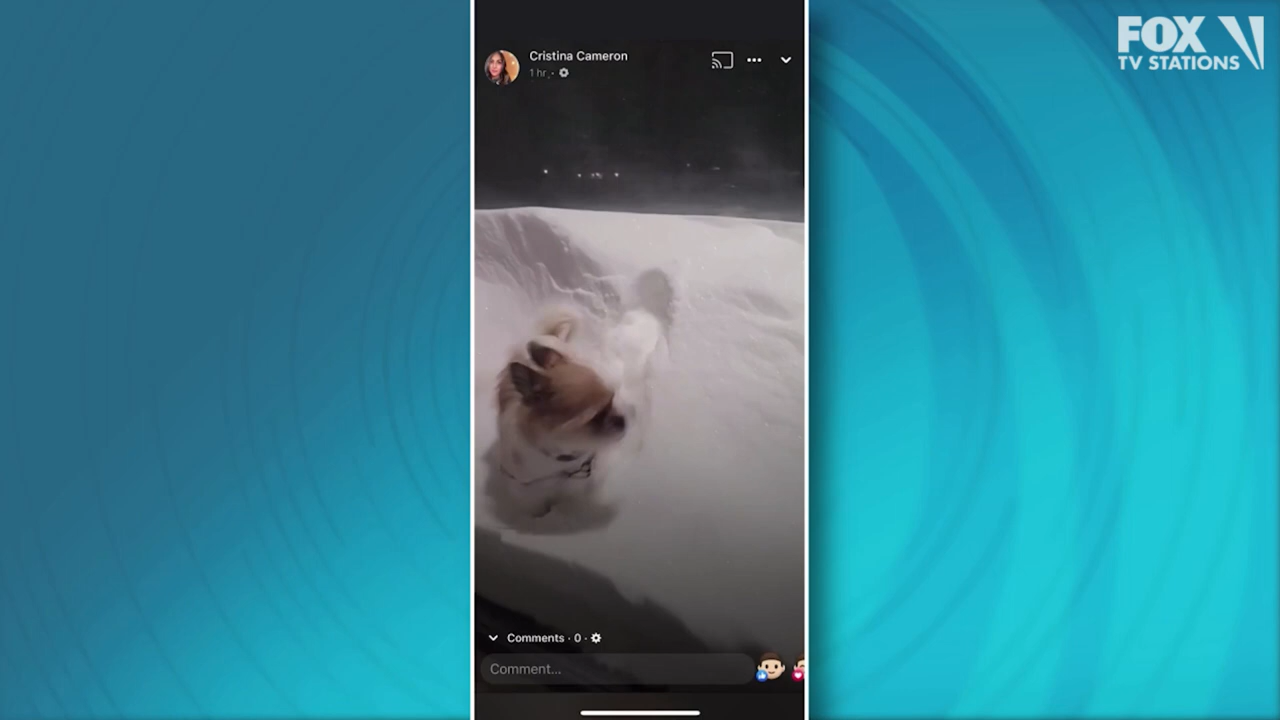 FOX
TV STATIONS
Cristina Cameron
1 hr ·
Comments · 0 ·
Comment...